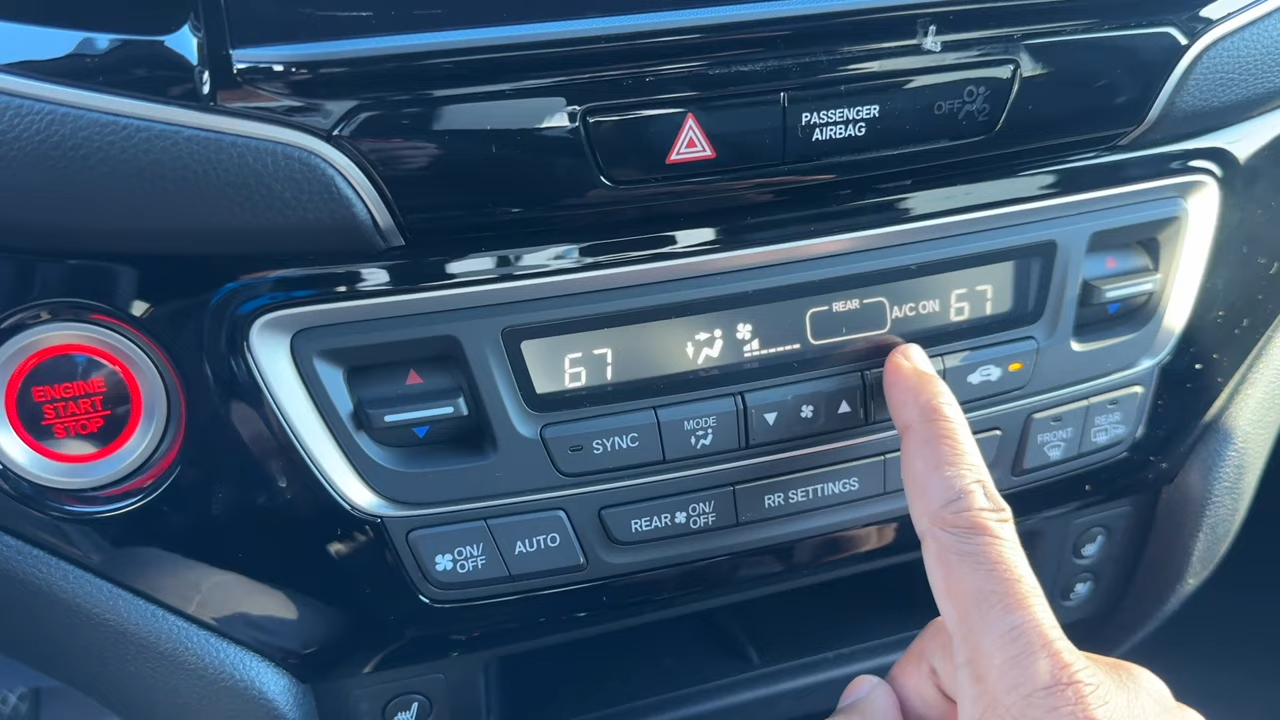 PASSENGER
AIRBAG
OFF
2
67
REAR
A/C ON
67
ENGINE
START
STOP
SYNC
MODE
FRONT
REAR
ON/
OFF
AUTO
REAR
ON/
OFF
RR SETTINGS